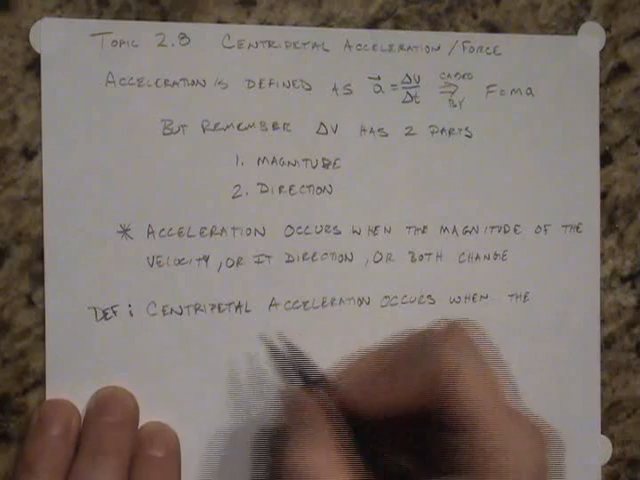 TOPIC 2.8 CENTRIPETAL ACCELERATION / FORCE
ACCELERATION IS DEFINED AS a⃗ = Δv/Δt CAUSED ⇒ BY F=ma
BUT REMEMBER Δv HAS 2 PARTS
1. MAGNITUDE
2. DIRECTION
* ACCELERATION OCCURS WHEN THE MAGNITUDE OF THE
VELOCITY, OR IT DIRECTION, OR BOTH CHANGE
DEF: CENTRIPETAL ACCELERATION OCCURS WHEN THE